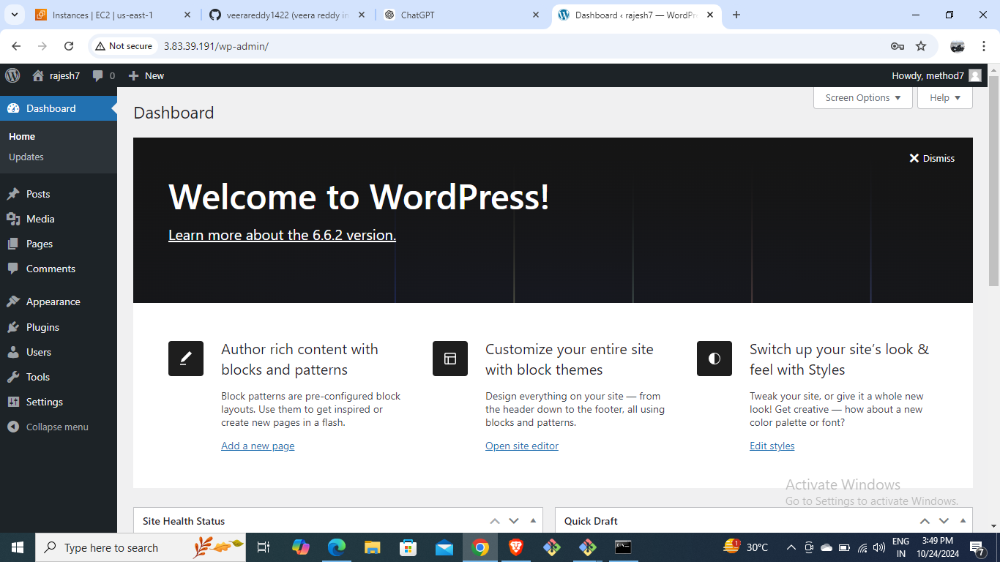 Instances | EC2 | us-east-1
veerareddy1422 (veera reddy in
ChatGPT
Dashboard ‹ rajesh7 — WordPre
Not secure
3.83.39.191/wp-admin/
rajesh7
0
New
Howdy, method7
Dashboard
Home
Updates
Posts
Media
Pages
Comments
Appearance
Plugins
Users
Tools
Settings
Collapse menu
Screen Options
Help
Dashboard
Dismiss
Welcome to WordPress!
Learn more about the 6.6.2 version.
Author rich content with
blocks and patterns
Block patterns are pre-configured block
layouts. Use them to get inspired or
create new pages in a flash.
Add a new page
Customize your entire site
with block themes
Design everything on your site — from
the header down to the footer, all using
blocks and patterns.
Open site editor
Switch up your site’s look &
feel with Styles
Tweak your site, or give it a whole new
look! Get creative — how about a new
color palette or font?
Edit styles
Activate Windows
Go to Settings to activate Windows.
Site Health Status
Quick Draft
Type here to search
1
30°C
ENG
IN
3:49 PM
10/24/2024
7